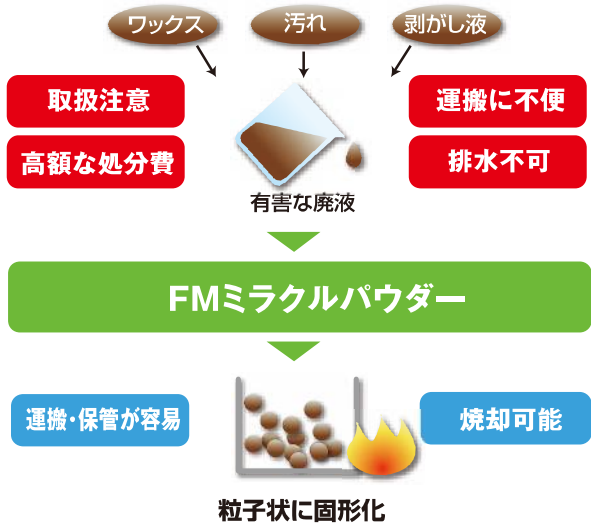 ワックス
汚れ
剥がし液
取扱注意
運搬に不便
高額な処分費
排水不可
有害な廃液
FMミラクルパウダー
運搬・保管が容易
焼却可能
粒子状に固形化